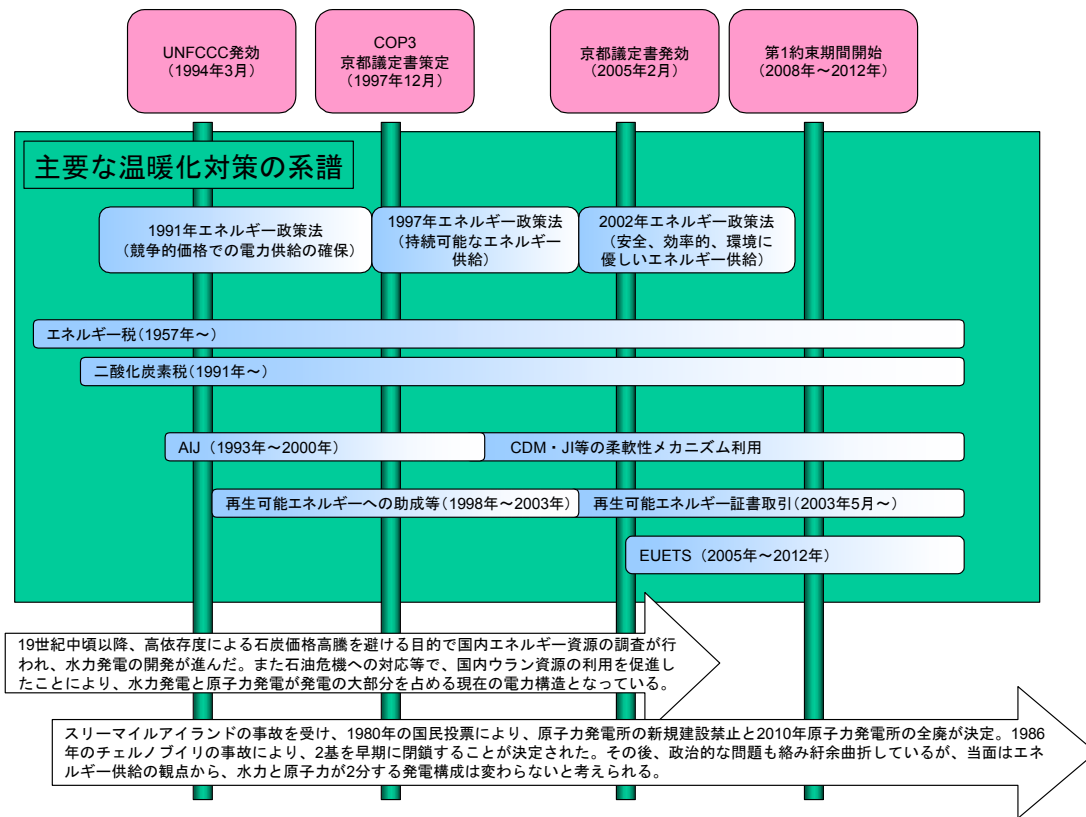 UNFCCC発効
(1994年3月)
COP3
京都議定書策定
(1997年12月)
京都議定書発効
(2005年2月)
第1約束期間開始
(2008年～2012年)
主要な温暖化対策の系譜
1991年エネルギー政策法
(競争的価格での電力供給の確保)
1997年エネルギー政策法
(持続可能なエネルギー
供給)
2002年エネルギー政策法
(安全、効率的、環境に
優しいエネルギー供給)
エネルギー税(1957年～)
二酸化炭素税(1991年～)
AIJ (1993年～2000年)
CDM・JI等の柔軟性メカニズム利用
再生可能エネルギーへの助成等(1998年～2003年)
再生可能エネルギー証書取引(2003年5月～)
EUETS (2005年～2012年)
19世紀中頃以降、高依存度による石炭価格高騰を避ける目的で国内エネルギー資源の調査が行
われ、水力発電の開発が進んだ。また石油危機への対応等で、国内ウラン資源の利用を促進し
たことにより、水力発電と原子力発電が発電の大部分を占める現在の電力構造となっている。
スリーマイルアイランドの事故を受け、1980年の国民投票により、原子力発電所の新規建設禁止と2010年原子力発電所の全廃が決定。1986
年のチェルノブイリの事故により、2基を早期に閉鎖することが決定された。その後、政治的な問題も絡み紆余曲折しているが、当面はエネ
ルギー供給の観点から、水力と原子力が2分する発電構成は変わらないと考えられる。